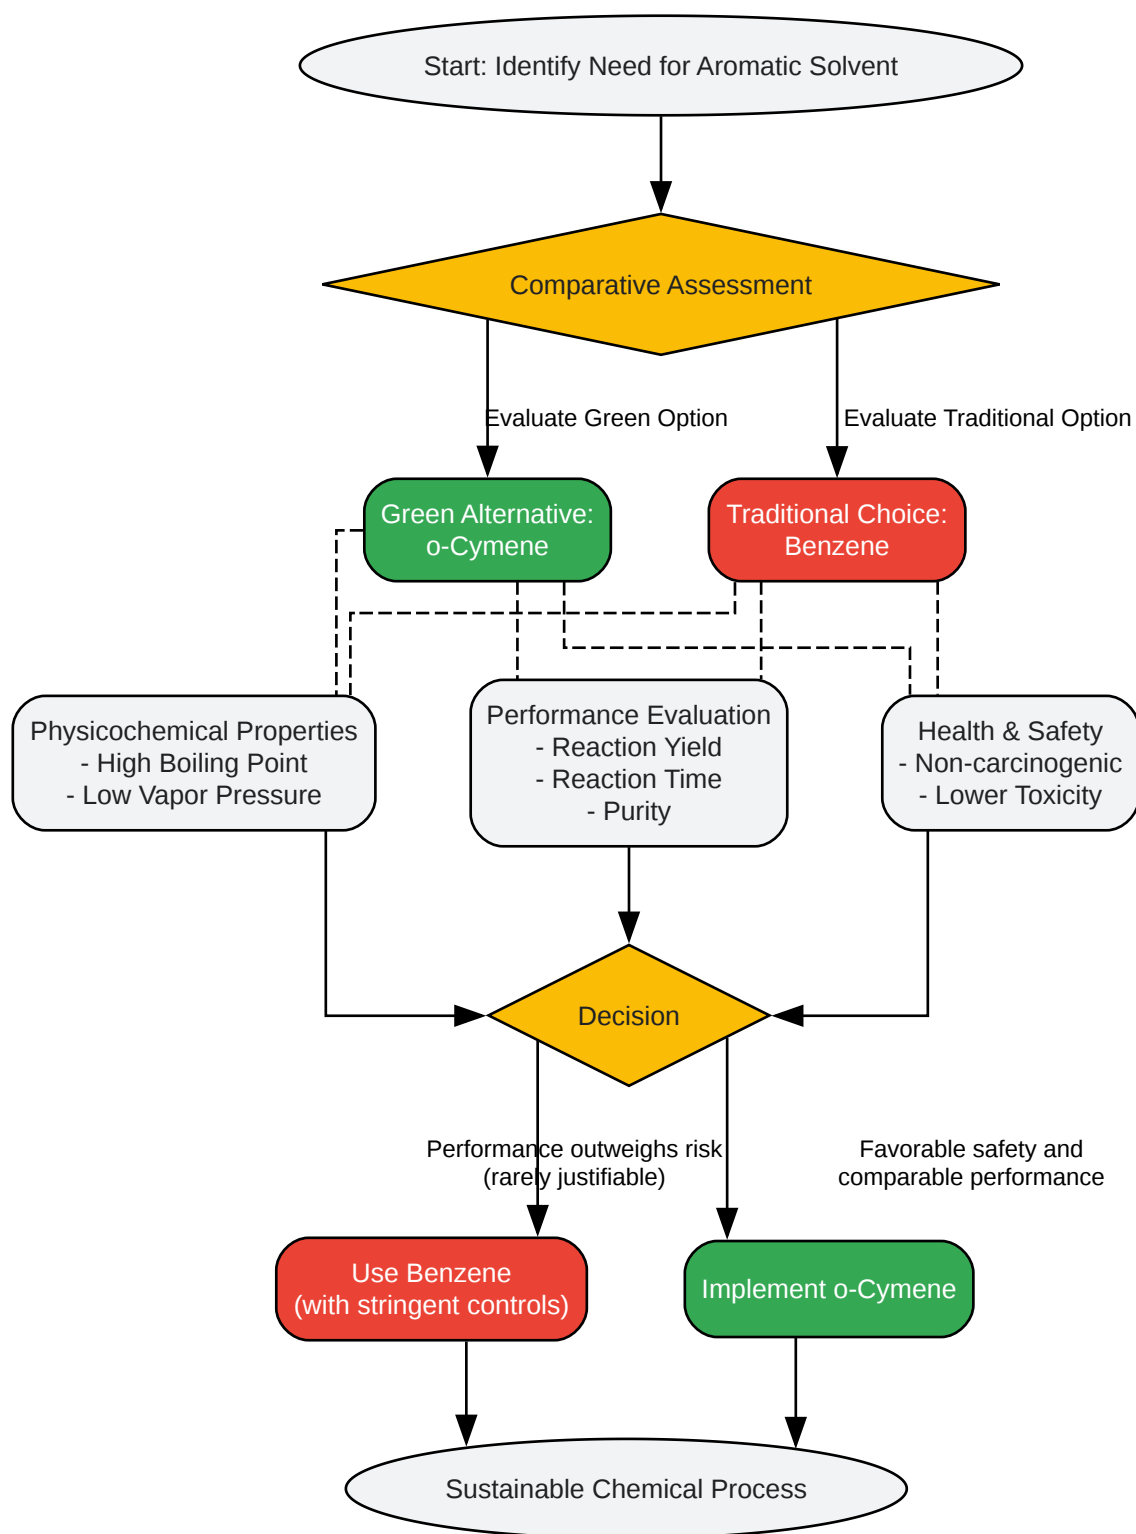 Start: Identify Need for Aromatic Solvent
Comparative Assessment
Evaluate Green Option
Evaluate Traditional Option
Green Alternative:
o-Cymene
Traditional Choice:
Benzene
Physicochemical Properties
- High Boiling Point
- Low Vapor Pressure
Performance Evaluation
- Reaction Yield
- Reaction Time
- Purity
Health & Safety
- Non-carcinogenic
- Lower Toxicity
Decision
Performance outweighs risk
(rarely justifiable)
Favorable safety and
comparable performance
Use Benzene
(with stringent controls)
Implement o-Cymene
Sustainable Chemical Process